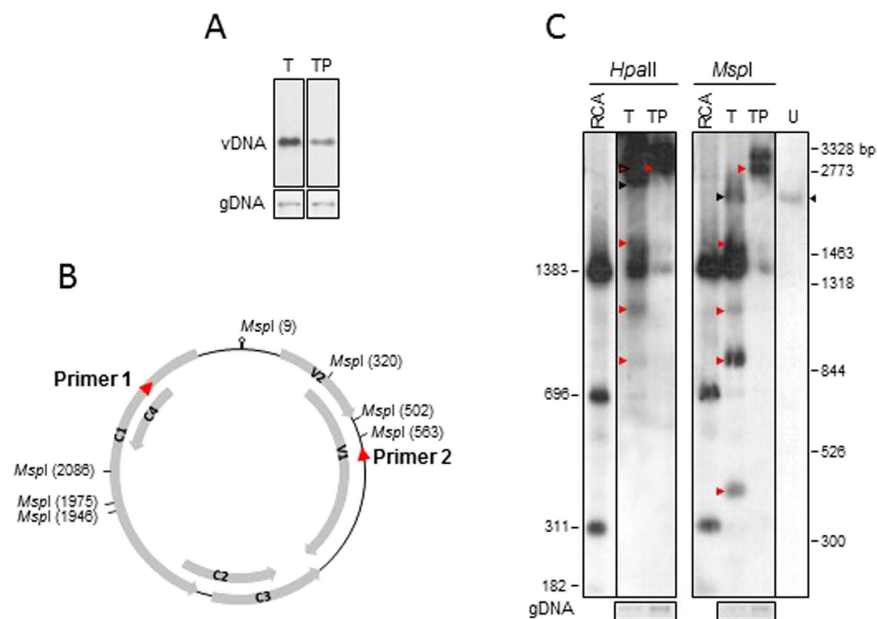 A
T TP
vDNA
gDNA
B
MspI (9)
MspI (320)
MspI (502)
MspI (563)
Primer 2
Primer 1
MspI (2086)
MspI (1975)
MspI (1946)
V2
V1
C1
C4
C2
C3
C
HpaII MspI
RCA T TP RCA T TP U
3328 bp
2773
1463
1383
1318
844
696
526
311
300
182
gDNA